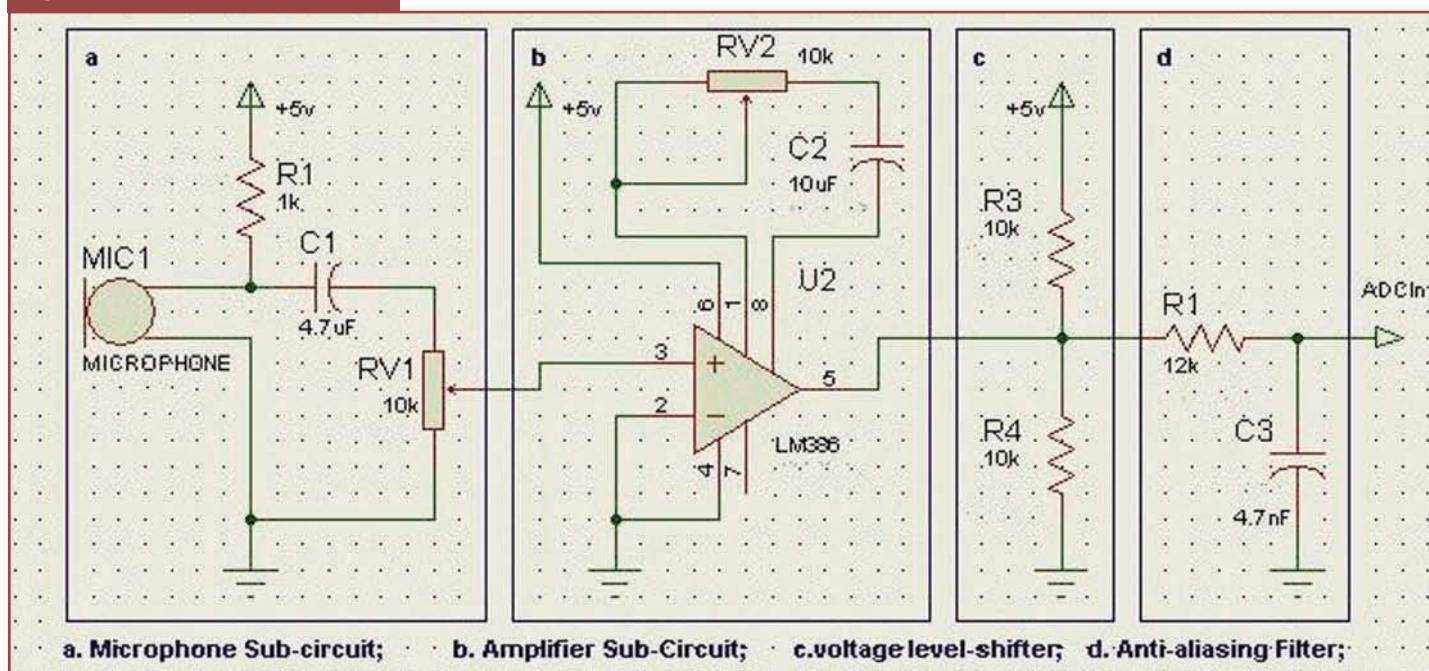 a
+5v
R1
1k
C1
4.7uF
MIC1
MICROPHONE
RV1
10k
b
+5v
RV2
10k
C2
10uF
U2
6
1
8
3
2
5
4
7
LM386
c
+5v
R3
10k
R4
10k
d
R1
12k
C3
4.7nF
a. Microphone Sub-circuit; b. Amplifier Sub-Circuit; c.voltage level-shifter; d. Anti-aliasing Filter;